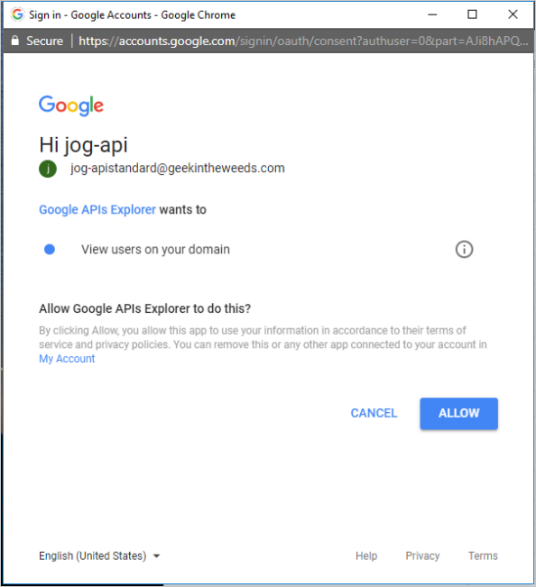 Sign in - Google Accounts - Google Chrome
Secure | https://accounts.google.com/signin/oauth/consent?authuser=0&part=AJi8hAPQ...
Google
Hi jog-api
j jog-apistandard@geekintheweeds.com
Google APIs Explorer wants to
View users on your domain
Allow Google APIs Explorer to do this?
By clicking Allow, you allow this app to use your information in accordance to their terms of
service and privacy policies. You can remove this or any other app connected to your account in
My Account
CANCEL ALLOW
English (United States) Help Privacy Terms